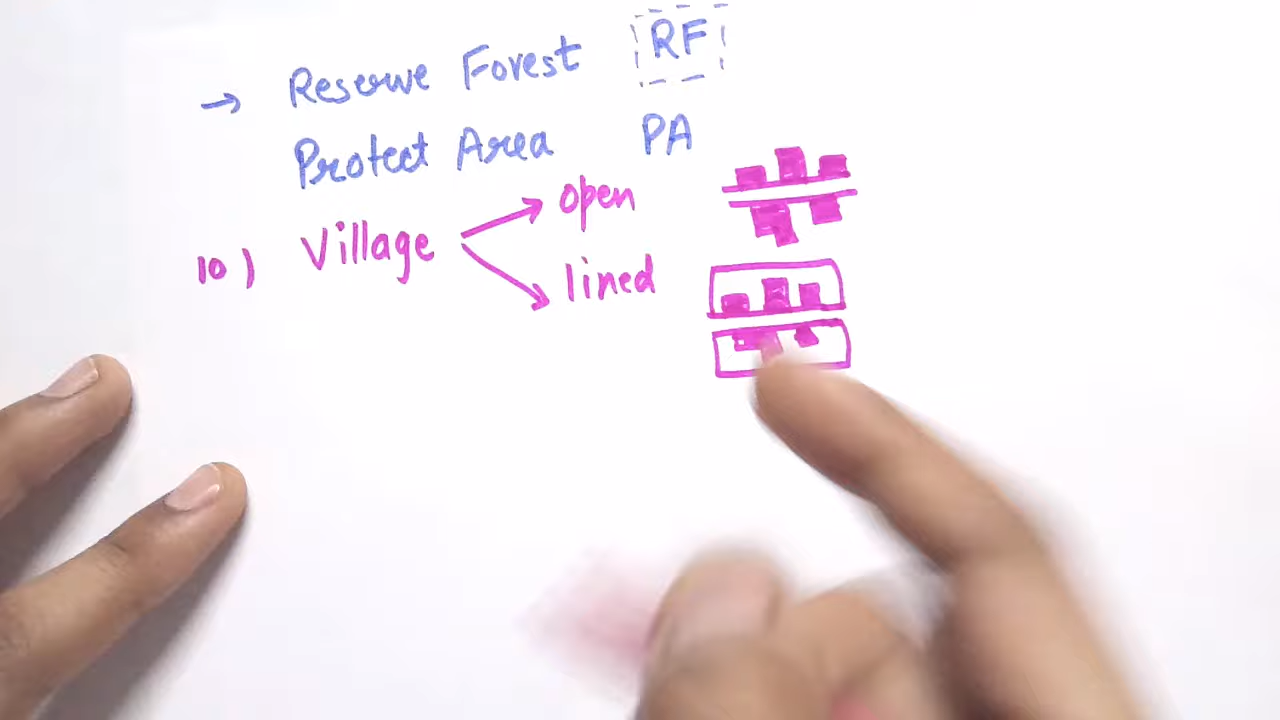 → Reserve Forest RF
Protect Area PA
10) Village
open
lined